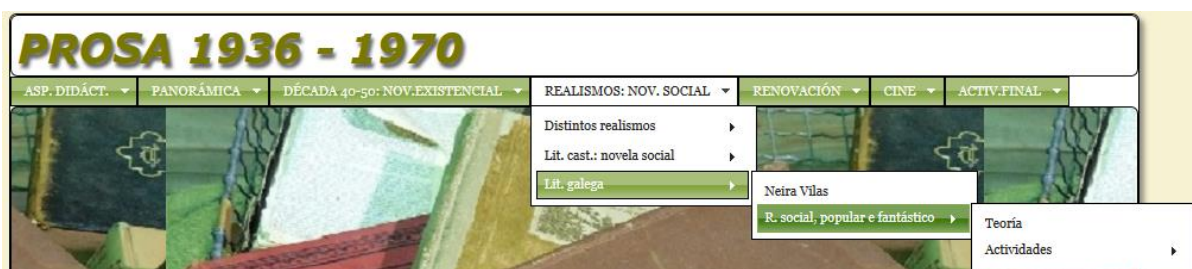 PROSA 1936 - 1970
ASP. DIDÁCT. PANORÁMICA DÉCADA 40-50: NOV.EXISTENCIAL REALISMOS: NOV. SOCIAL RENOVACIÓN CINE ACTIV.FINAL
Distintos realismos
Lit. cast.: novela social
Lit. galega
Neira Vilas
R. social, popular e fantástico
Teoría
Actividades